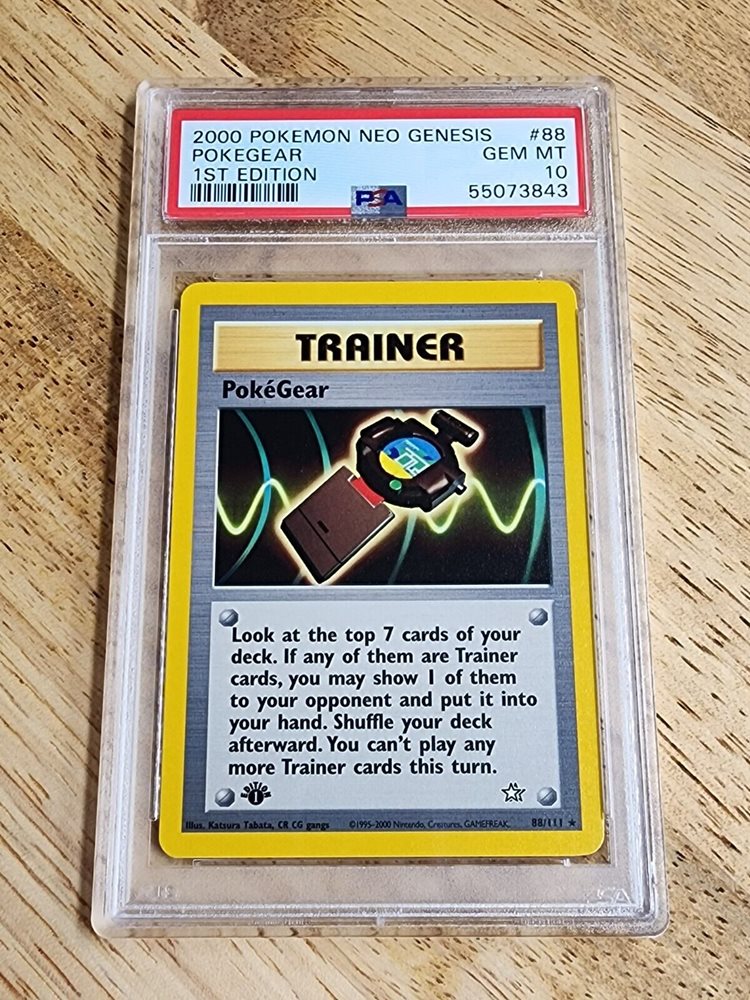 2000 POKEMON NEO GENESIS #88
POKEGEAR GEM MT
1ST EDITION 10
PSA 55073843
TRAINER
PokéGear
Look at the top 7 cards of your
deck. If any of them are Trainer
cards, you may show 1 of them
to your opponent and put it into
your hand. Shuffle your deck
afterward. You can't play any
more Trainer cards this turn.
EDITION 1
Illus. Katsura Tabata, CR CG gangs ©1995-2000 Nintendo, Creatures, GAMEFREAK. 88/111 ★
PSA